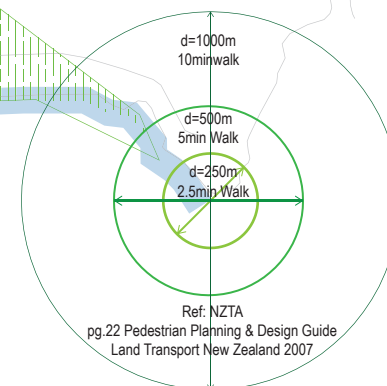 d=1000m
10minwalk
d=500m
5min Walk
d=250m
2.5min Walk
Ref: NZTA
pg.22 Pedestrian Planning & Design Guide
Land Transport New Zealand 2007